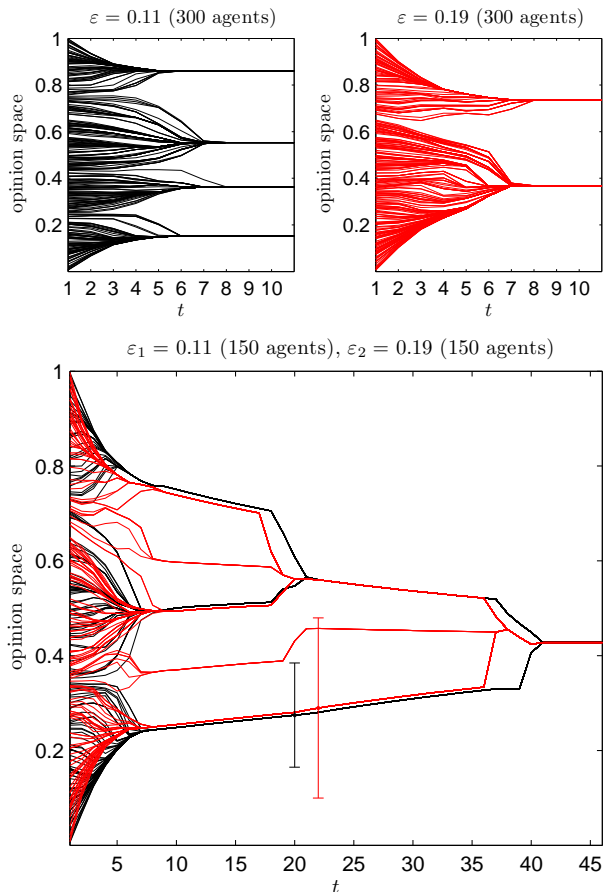 ε = 0.11 (300 agents)
ε = 0.19 (300 agents)
opinion space
1
0.8
0.6
0.4
0.2
1 2 3 4 5 6 7 8 9 10
t
opinion space
1
0.8
0.6
0.4
0.2
1 2 3 4 5 6 7 8 9 10
t
ε₁ = 0.11 (150 agents), ε₂ = 0.19 (150 agents)
opinion space
1
0.8
0.6
0.4
0.2
5 10 15 20 25 30 35 40 45
t